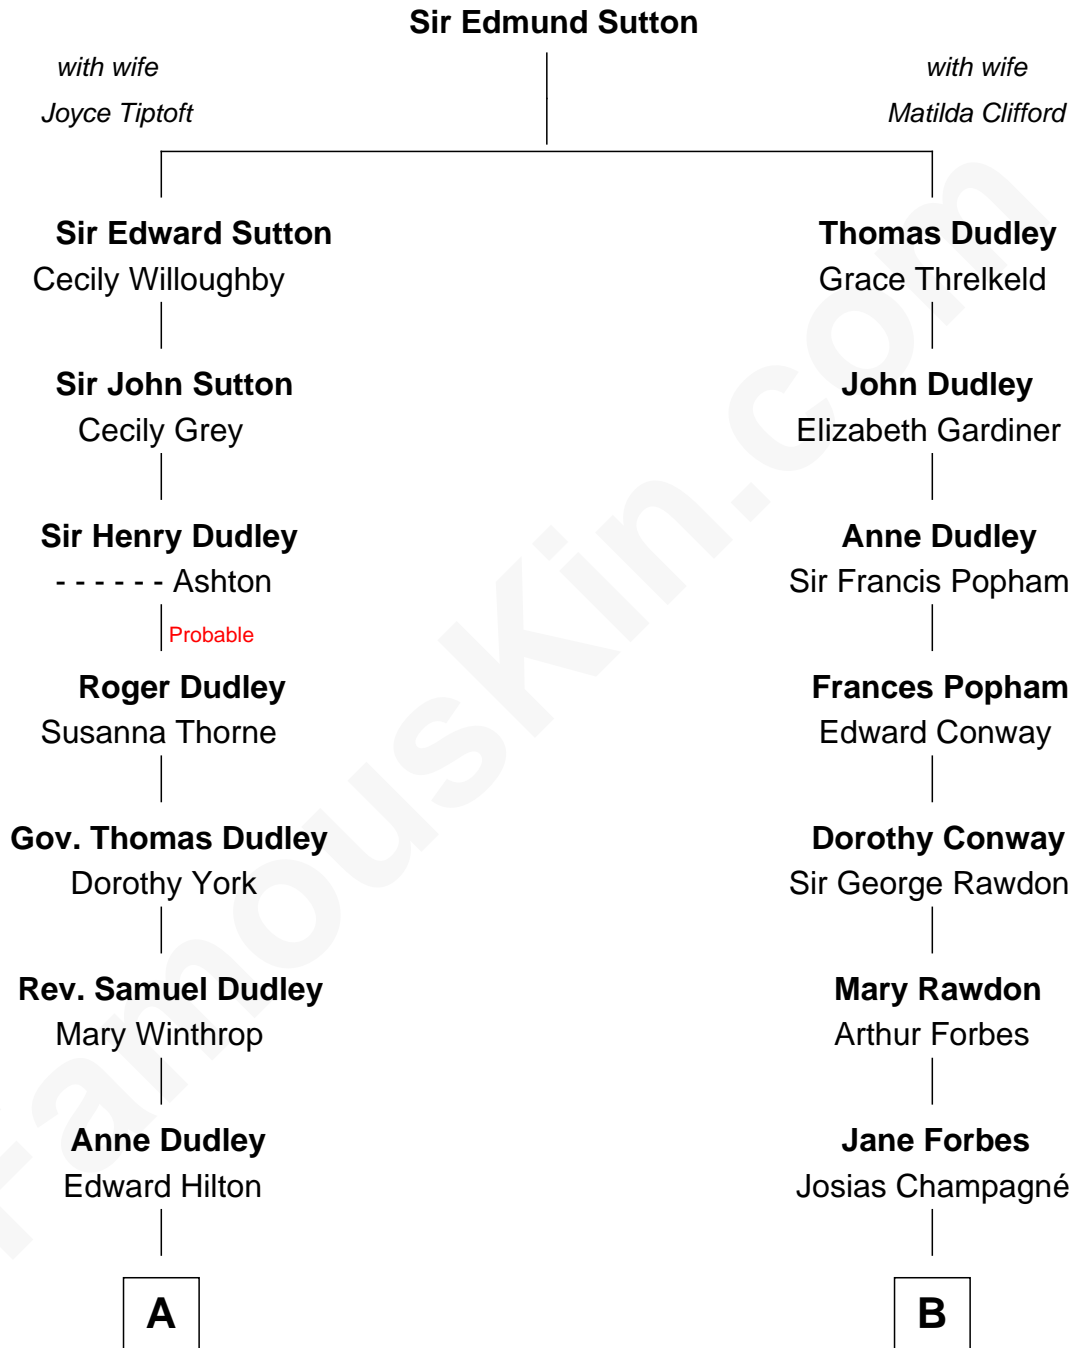 Sir Edmund Sutton
with wife
Joyce Tiptoft
with wife
Matilda Clifford
Sir Edward Sutton
Cecily Willoughby
Thomas Dudley
Grace Threlkeld
Sir John Sutton
Cecily Grey
John Dudley
Elizabeth Gardiner
Sir Henry Dudley
- - - - - - Ashton
Anne Dudley
Sir Francis Popham
Probable
Roger Dudley
Susanna Thorne
Frances Popham
Edward Conway
Gov. Thomas Dudley
Dorothy York
Dorothy Conway
Sir George Rawdon
Rev. Samuel Dudley
Mary Winthrop
Mary Rawdon
Arthur Forbes
Anne Dudley
Edward Hilton
Jane Forbes
Josias Champagné
A
B
FamousKin.com